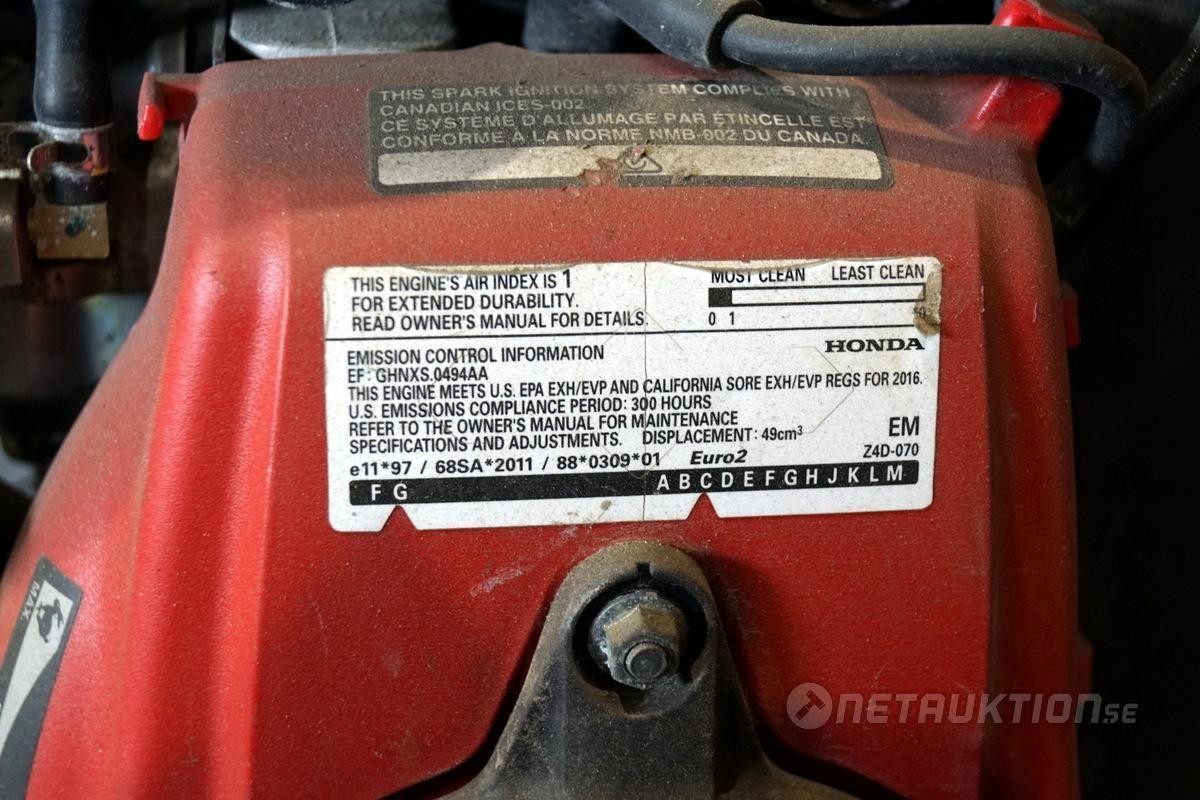 THIS SPARK IGNITION SYSTEM COMPLIES WITH
CANADIAN ICES-002
CE SYSTÈME D'ALLUMAGE PAR ÉTINCELLE EST
CONFORME À LA NORME NMB-002 DU CANADA.
THIS ENGINE'S AIR INDEX IS 1
FOR EXTENDED DURABILITY.
READ OWNER'S MANUAL FOR DETAILS.
MOST CLEAN LEAST CLEAN
0 1 10
EMISSION CONTROL INFORMATION
HONDA
EF: GHNXS.0494AA
THIS ENGINE MEETS U.S. EPA EXH/EVP AND CALIFORNIA SORE EXH/EVP REGS FOR 2016.
U.S. EMISSIONS COMPLIANCE PERIOD: 300 HOURS
REFER TO THE OWNER'S MANUAL FOR MAINTENANCE
SPECIFICATIONS AND ADJUSTMENTS. DISPLACEMENT: 49cm³
EM
Z4D-070
e11*97 / 68SA*2011 / 88*0309*01 Euro2
F G A B C D E F G H J K L M
MAX.
NETAUKTION.SE